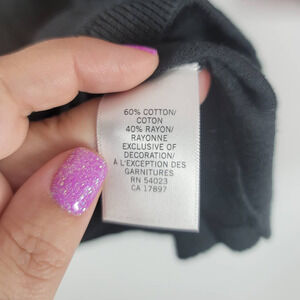 60% COTTON/
COTON
40% RAYON/
RAYONNE
EXCLUSIVE OF
DECORATION/
À L'EXCEPTION DES
GARNITURES
RN 54023
CA 17897